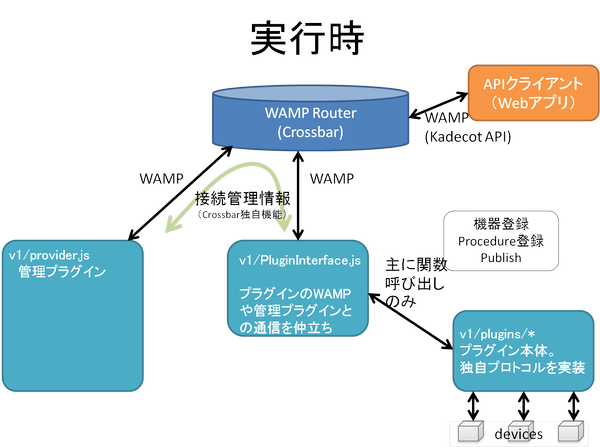 実行時
APIクライアント
（Webアプリ）
WAMP Router
(Crossbar)
WAMP
(Kadecot API)
WAMP
WAMP
接続管理情報
（Crossbar独自機能）
機器登録
Procedure登録
Publish
v1/provider.js
管理プラグイン
v1/PluginInterface.js
プラグインのWAMP
や管理プラグインと
の通信を仲立ち
主に関数
呼び出し
のみ
v1/plugins/*
プラグイン本体。
独自プロトコルを実装
devices